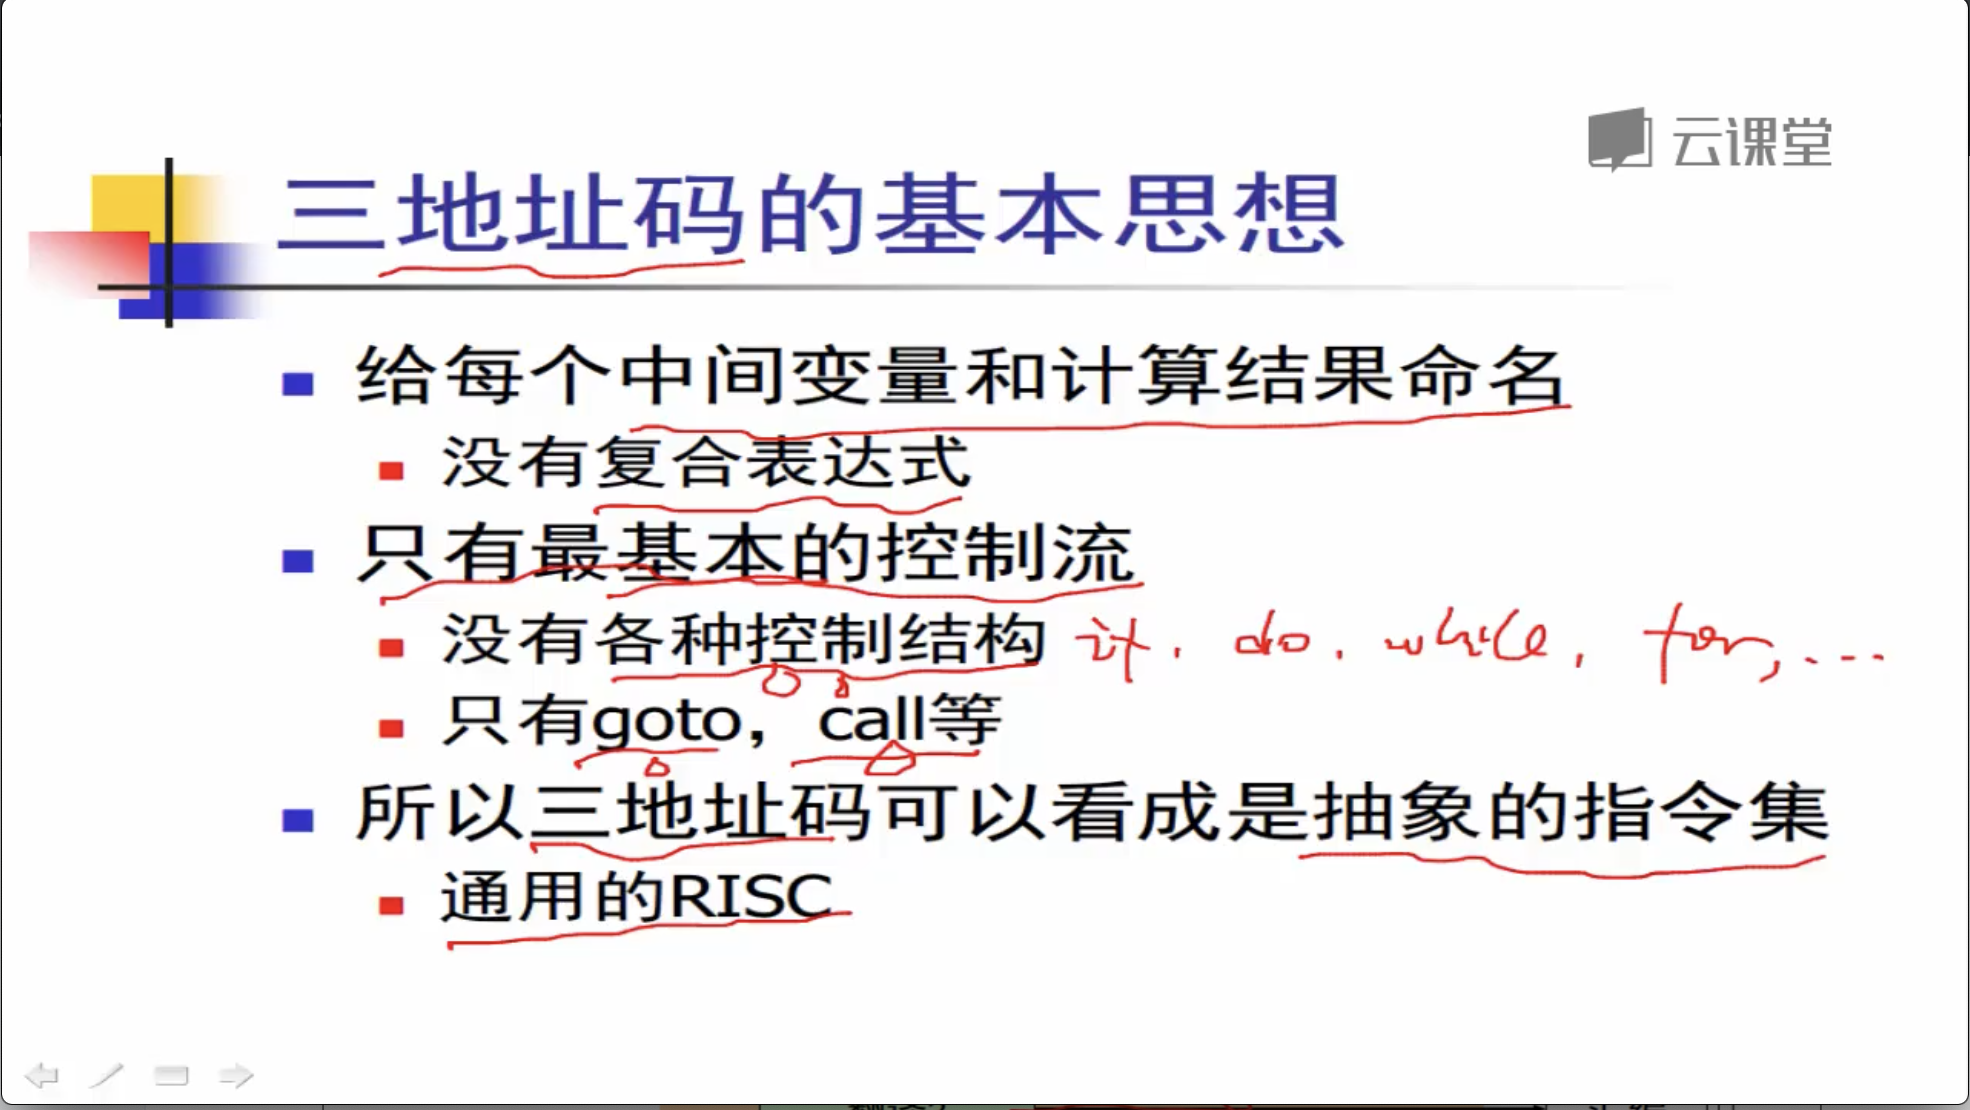 云课堂
三地址码的基本思想
给每个中间变量和计算结果命名
没有复合表达式
只有最基本的控制流
没有各种控制结构 if, do, while, for, ...
只有goto，call等
所以三地址码可以看成是抽象的指令集
通用的RISC